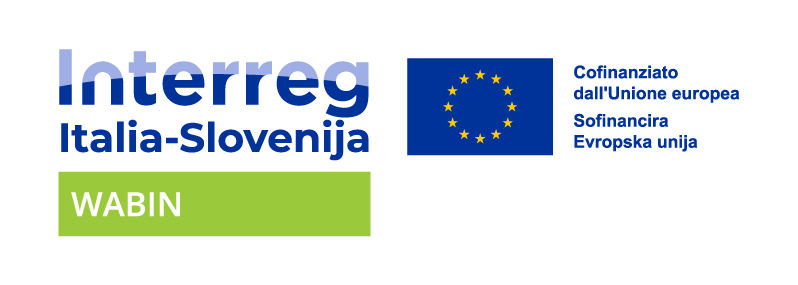 Interreg
Italia-Slovenija
WABIN
Cofinanziato
dall'Unione europea
Sofinancira
Evropska unija